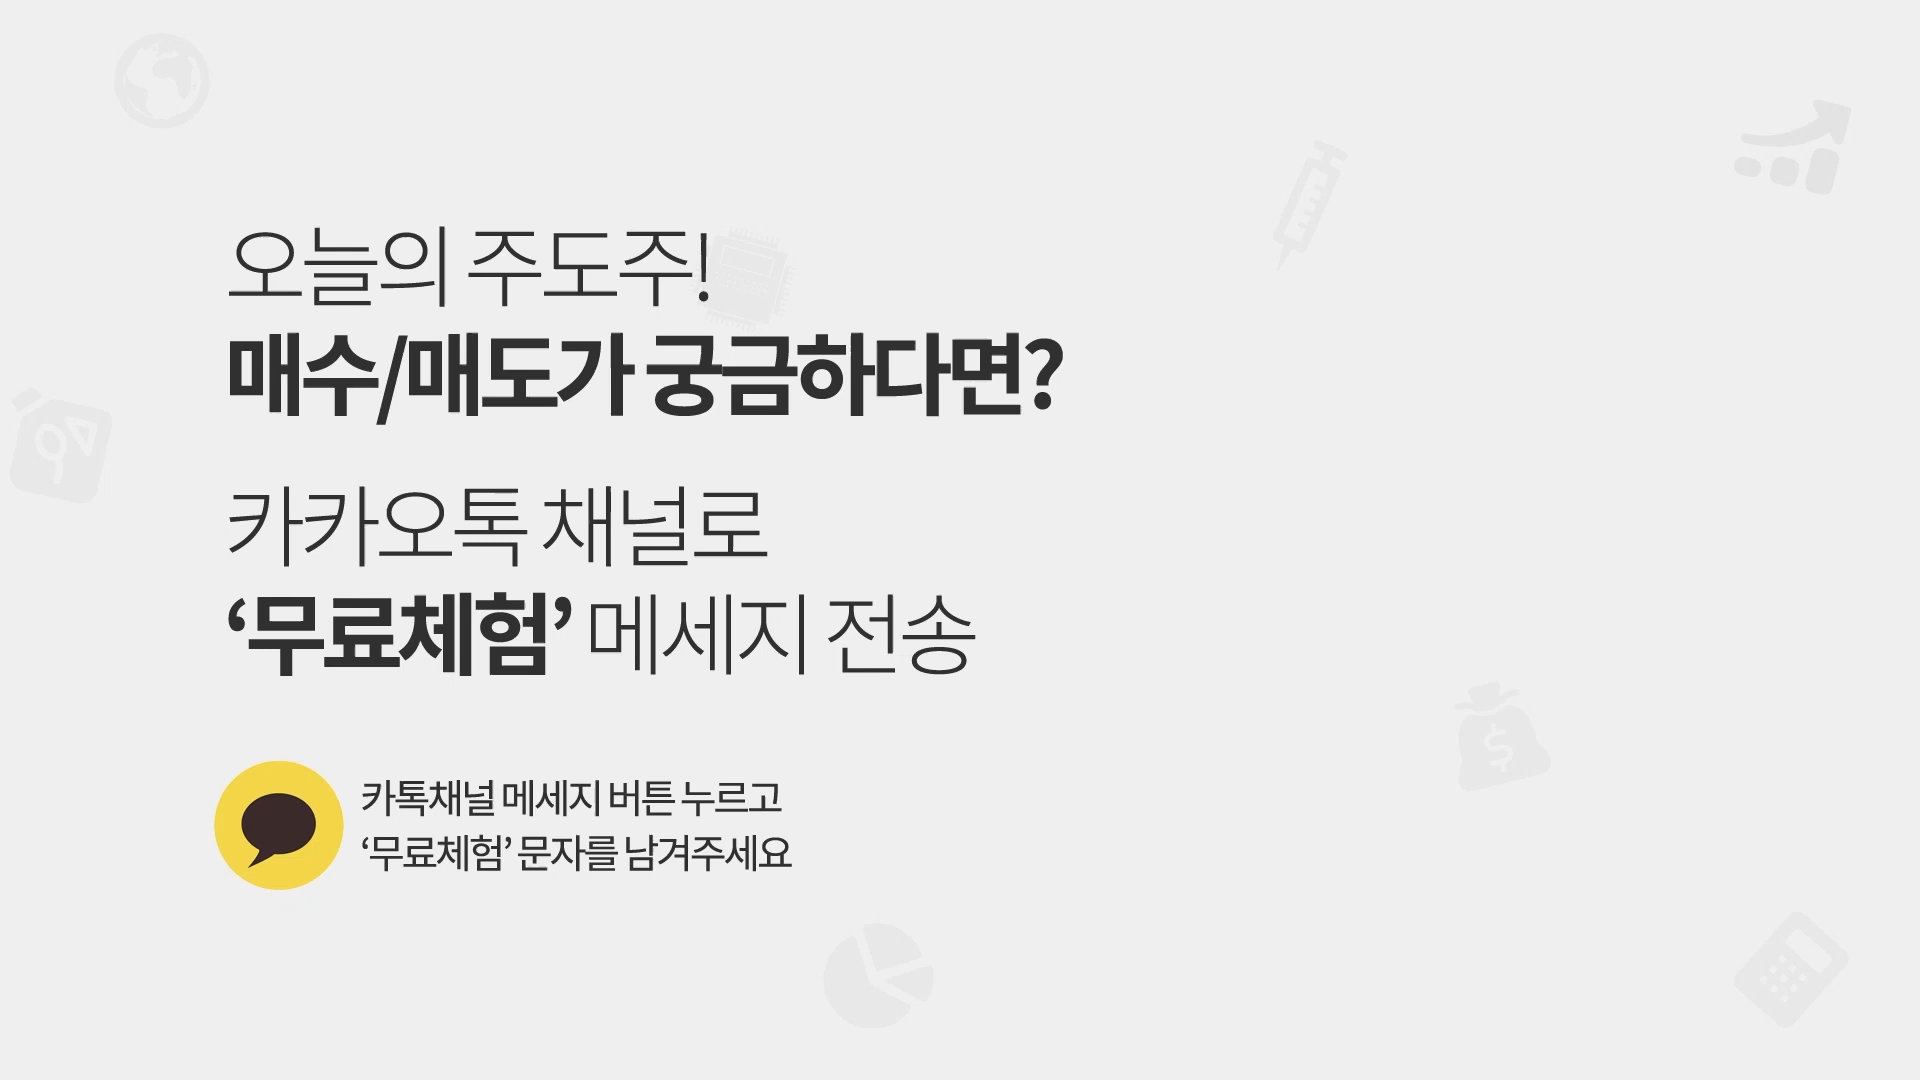 오늘의 주도주!
매수/매도가 궁금하다면?
카카오톡 채널로
‘무료체험’ 메세지 전송
카톡채널 메세지 버튼 누르고
‘무료체험’ 문자를 남겨주세요